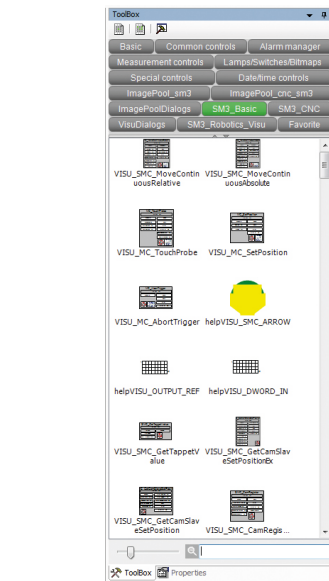 ToolBox
Basic Common controls Alarm manager
Measurement controls Lamps/Switches/Bitmaps
Special controls Date/time controls
ImagePool_sm3 ImagePool_cnc_sm3
ImagePoolDialogs SM3_Basic SM3_CNC
VisuDialogs SM3_Robotics_Visu Favorite
VISU_SMC_MoveContin VISU_SMC_MoveContin
uousRelative uousAbsolute
VISU_MC_TouchProbe VISU_MC_SetPosition
VISU_MC_AbortTrigger helpVISU_SMC_ARROW
helpVISU_OUTPUT_REF helpVISU_DWORD_IN
VISU_SMC_GetTappetV VISU_SMC_GetCamSlav
alue eSetPositionEx
VISU_SMC_GetCamSlav VISU_SMC_CamRegis...
eSetPosition
ToolBox Properties